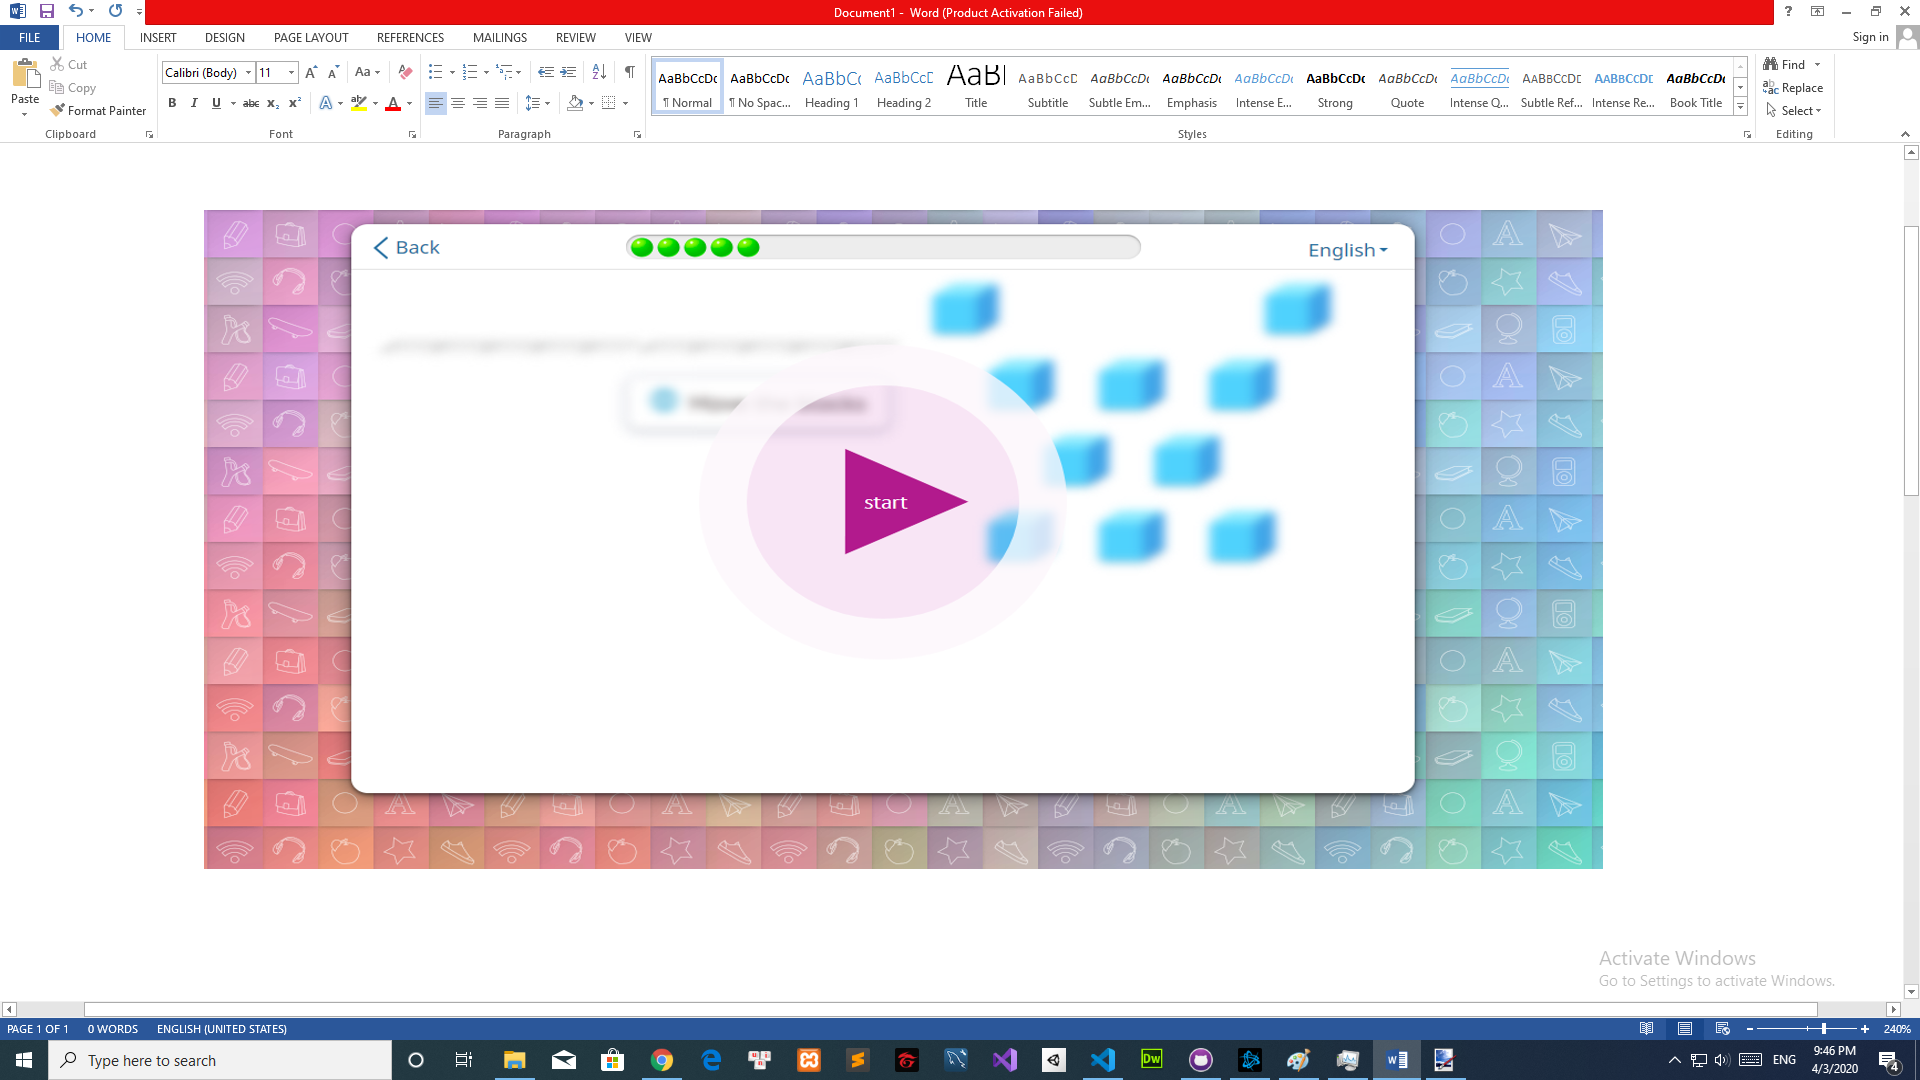 Document1 - Word (Product Activation Failed)
FILE HOME INSERT DESIGN PAGE LAYOUT REFERENCES MAILINGS REVIEW VIEW Sign in
Paste
Cut
Copy
Format Painter
Clipboard
Calibri (Body) 11
Font
Paragraph
AaBbCcDc AaBbCcDc AaBbCc AaBbCcD AaBl AaBbCcD AaBbCcDc AaBbCcDc AaBbCcDc AaBbCcDc AaBbCcDc AaBbCcDc AABBCCDE AABBCCDE AaBbCcDc
¶ Normal ¶ No Spac... Heading 1 Heading 2 Title Subtitle Subtle Em... Emphasis Intense E... Strong Quote Intense Q... Subtle Ref... Intense Re... Book Title
Styles
Find
Replace
Select
Editing
Back
English
start
Activate Windows
Go to Settings to activate Windows.
PAGE 1 OF 1 0 WORDS ENGLISH (UNITED STATES) 240%
Type here to search
ENG
9:46 PM
4/3/2020
4